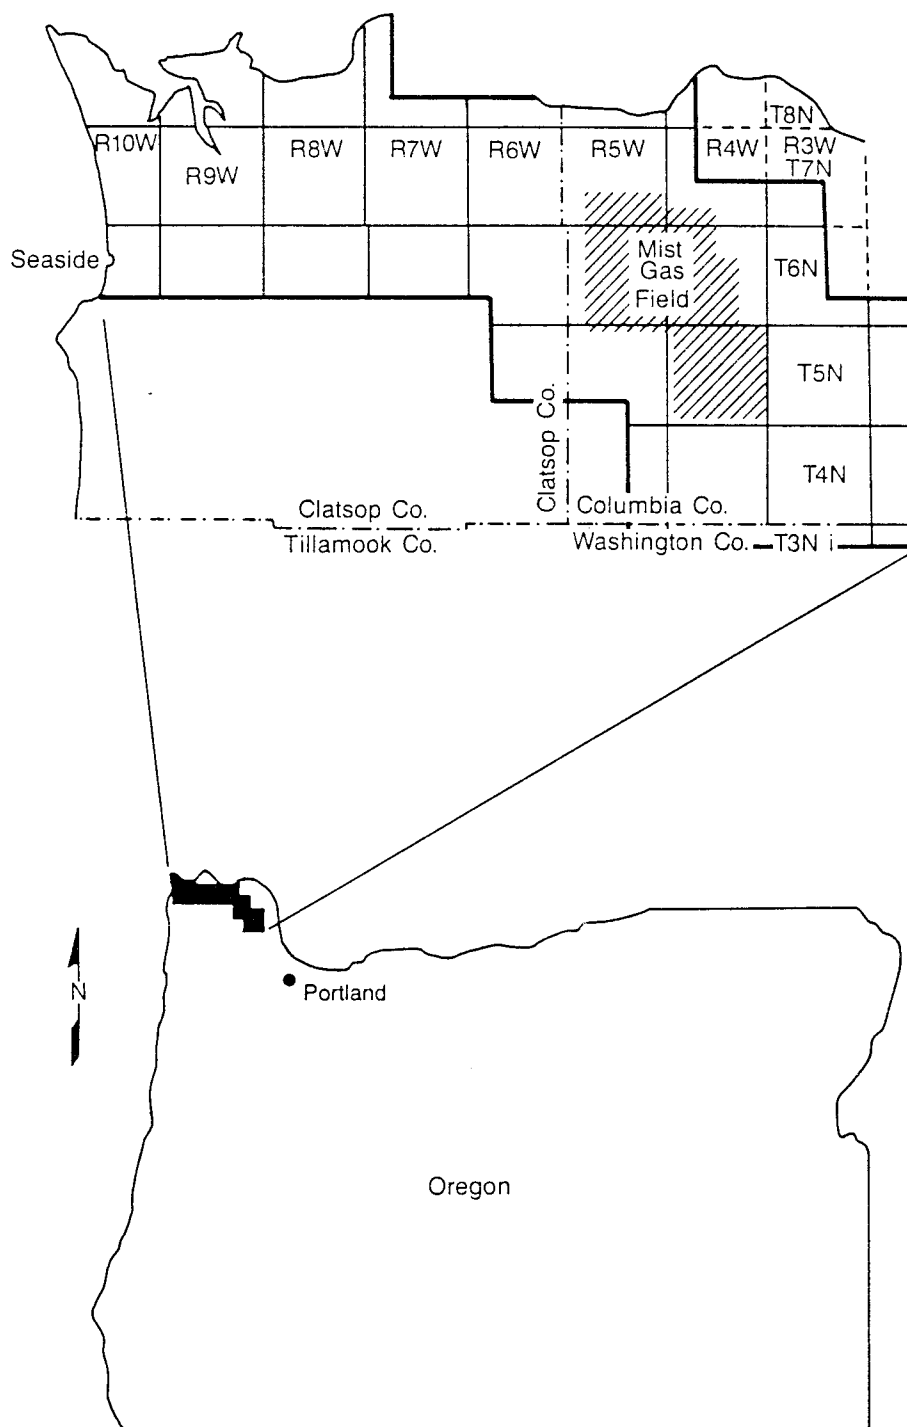 T8N
R10W
R9W
R8W
R7W
R6W
R5W
R4W
R3W
T7N
Seaside
Mist
Gas
Field
T6N
T5N
Clatsop Co.
T4N
Clatsop Co.
Columbia Co.
Tillamook Co.
Washington Co.
T3N i
N
Portland
Oregon